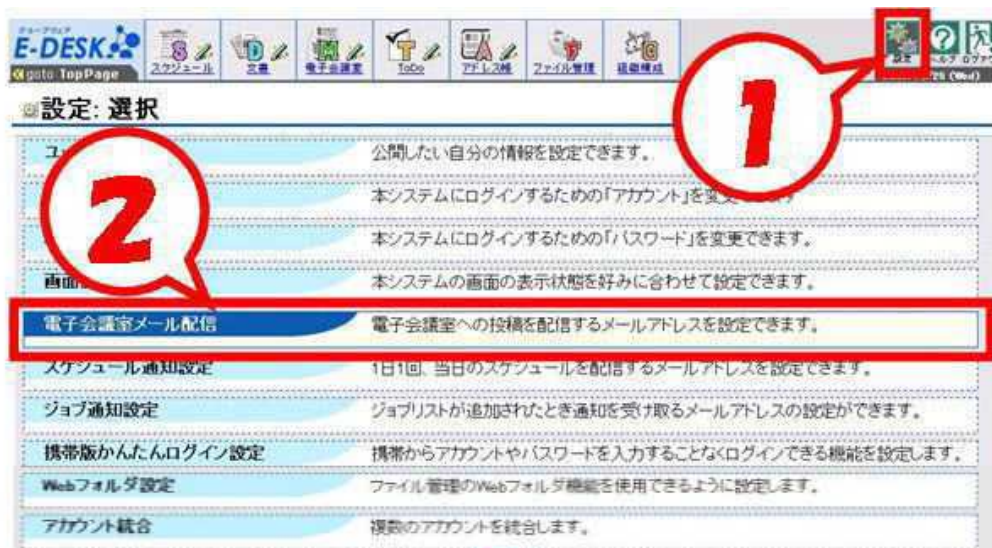 グループウェア
E-DESK
goto TopPage
スケジュール
文書
電子会議室
ToDo
アドレス帳
ファイル管理
組織構成
設定
ヘルプ
(Wed)
1
設定: 選択
2
公開したい自分の情報を設定できます。
本システムにログインするための「アカウント」を変
本システムにログインするための「パスワード」を変更できます。
画面
本システムの画面の表示状態を好みに合わせて設定できます。
電子会議室メール配信
電子会議室への投稿を配信するメールアドレスを設定できます。
スケジュール通知設定
1日1回、当日のスケジュールを配信するメールアドレスを設定できます。
ジョブ通知設定
ジョブリストが追加されたとき通知を受け取るメールアドレスの設定ができます。
携帯版かんたんログイン設定
携帯からアカウントやパスワードを入力することなくログインできる機能を設定します。
Webフォルダ設定
ファイル管理のWebフォルダ機能を使用できるように設定します。
アカウント統合
複数のアカウントを統合します。